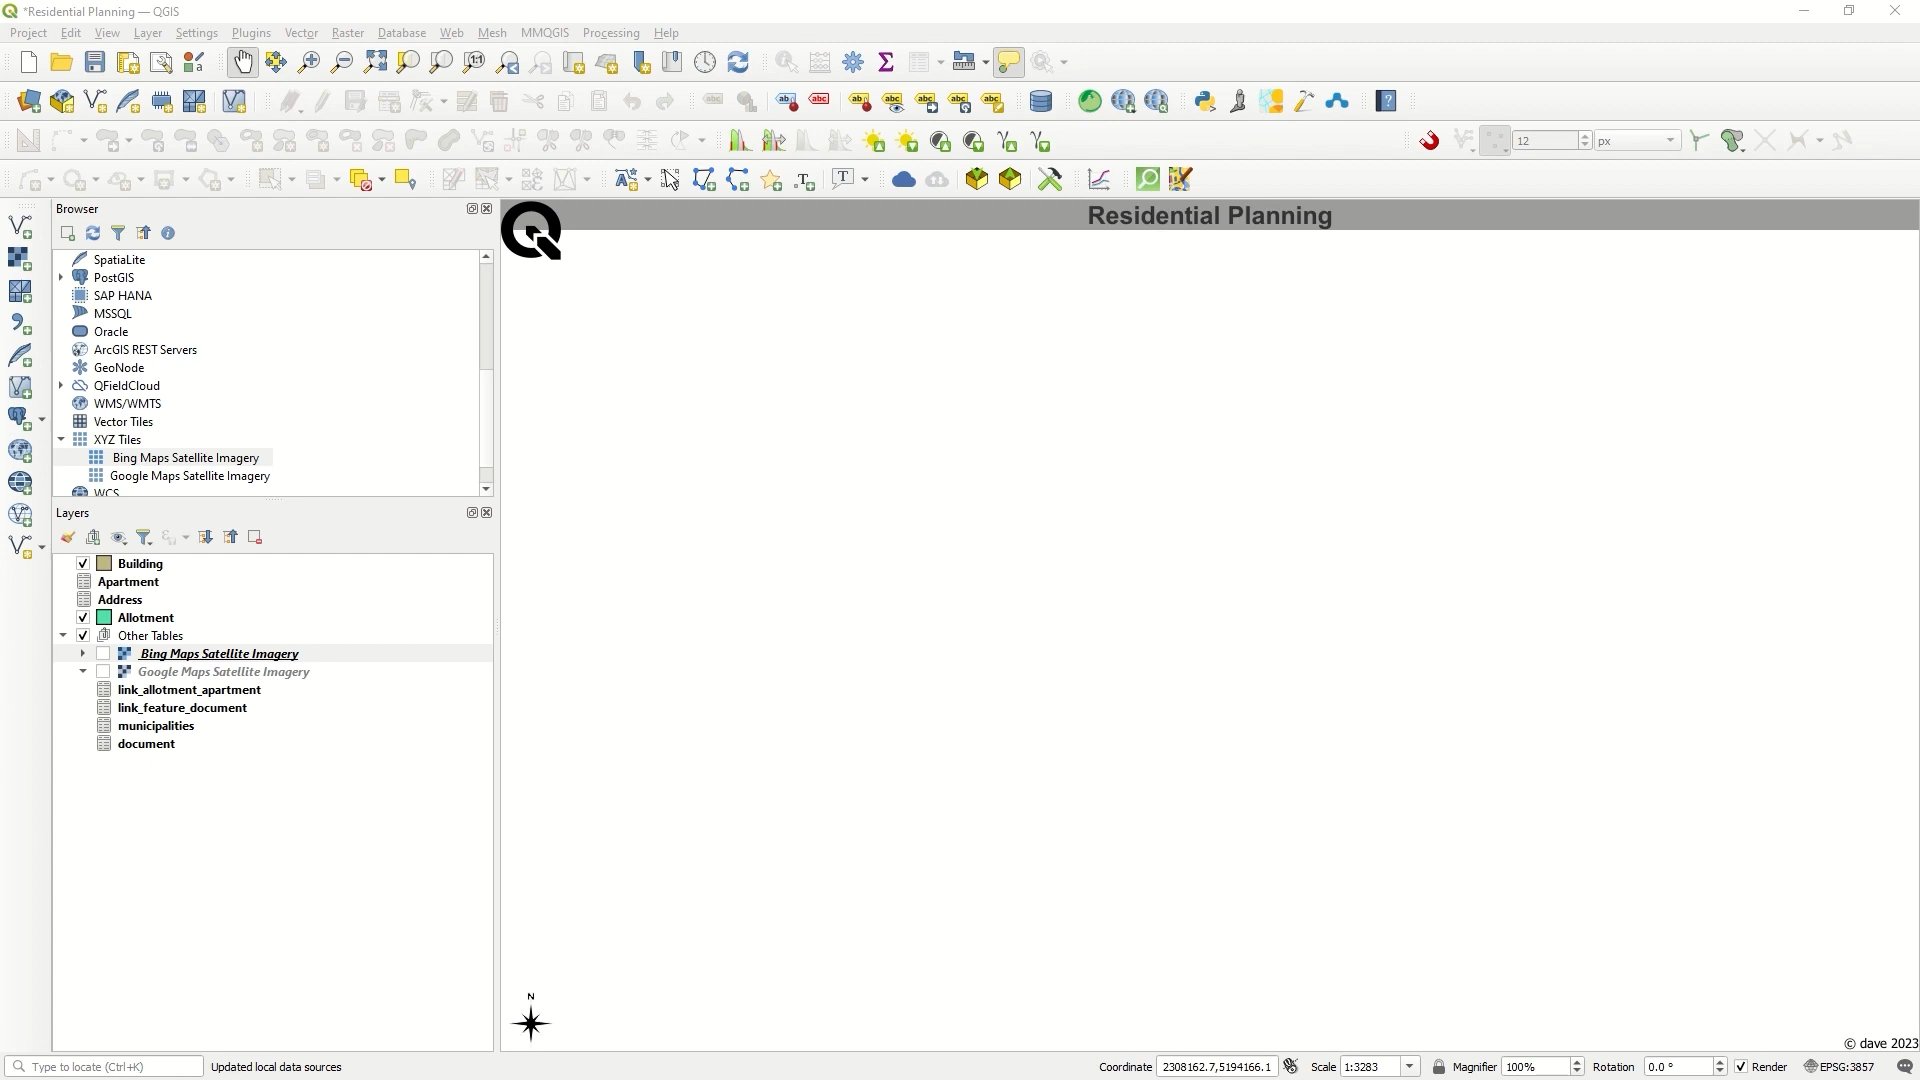 *Residential Planning — QGIS
Project Edit View Layer Settings Plugins Vector Raster Database Web Mesh MMQGIS Processing Help
12 px
Browser
Residential Planning
SpatiaLite
PostGIS
SAP HANA
MSSQL
Oracle
ArcGIS REST Servers
GeoNode
QFieldCloud
WMS/WMTS
Vector Tiles
XYZ Tiles
Bing Maps Satellite Imagery
Google Maps Satellite Imagery
WCS
Layers
Building
Apartment
Address
Allotment
Other Tables
Bing Maps Satellite Imagery
Google Maps Satellite Imagery
link_allotment_apartment
link_feature_document
municipalities
document
N
© dave 2023
Type to locate (Ctrl+K) Updated local data sources Coordinate 2308162.7,5194166.1 Scale 1:3283 Magnifier 100% Rotation 0.0 ° Render EPSG:3857